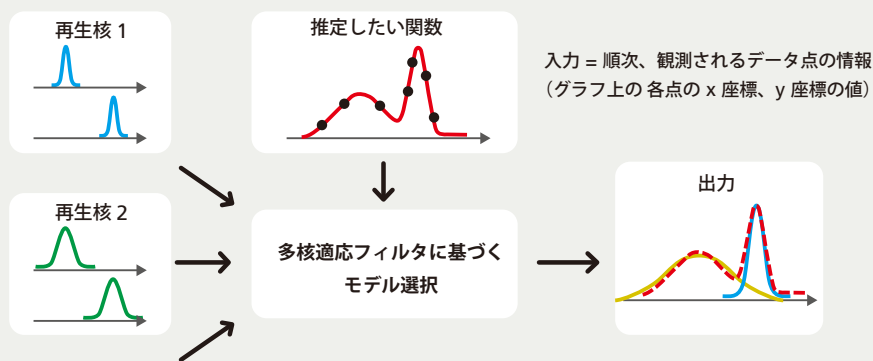 再生核 1
推定したい関数
入力 = 順次、観測されるデータ点の情報
（グラフ上の 各点の x 座標、y 座標の値）
再生核 2
多核適応フィルタに基づく
モデル選択
出力